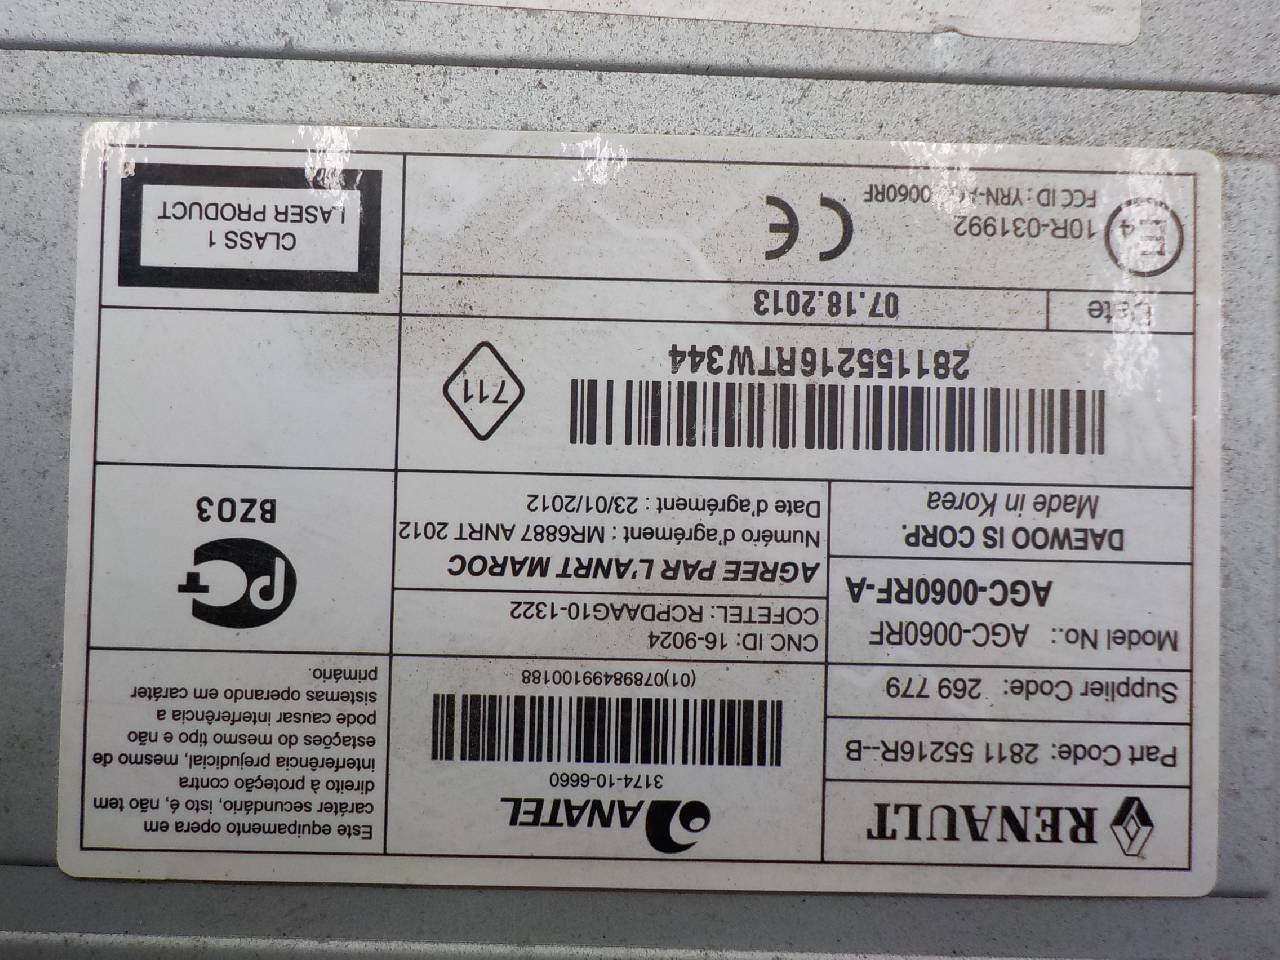 RENAULT
Part Code: 2811 55216R--B
Supplier Code: 269 779
Model No.: AGC-0060RF
AGC-0060RF-A
DAEWOO IS CORP.
Made in Korea
ANATEL
3174-10-6660
(01)07898499100188
CNC ID: 16-9024
COFETEL: RCPDAAG10-1322
AGREE PAR L'ANRT MAROC
Numéro d'agrément : MR6887 ANRT 2012
Date d'agrément : 23/01/2012
Este equipamento opera em
caráter secundário, isto é, não tem
direito à proteção contra
interferência prejudicial, mesmo de
estações do mesmo tipo e não
pode causar interferência a
sistemas operando em caráter
primário.
PCT
BZ03
281155216RTW344
711
Date
07.18.2013
E4
10R-031992
FCC ID : YRN-AGC-0060RF
CE
CLASS 1
LASER PRODUCT